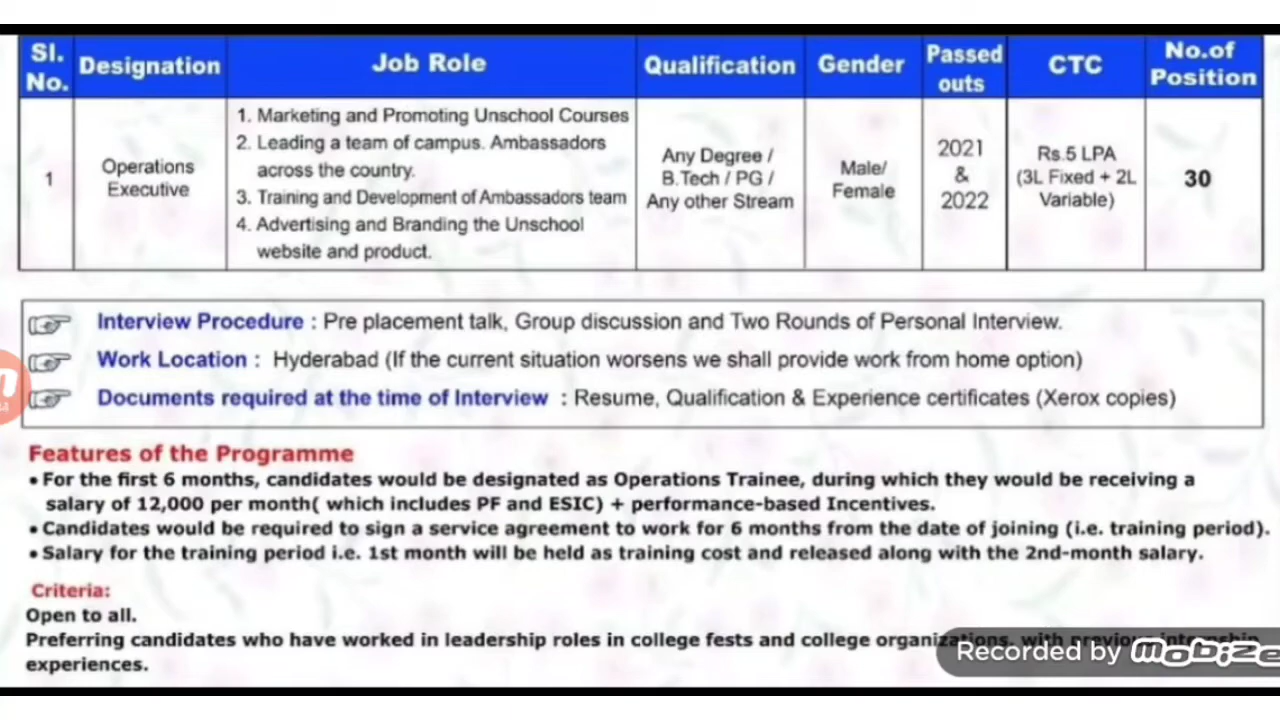 Sl. No. Designation Job Role Qualification Gender Passed outs CTC No.of Position
1
Operations
Executive
1. Marketing and Promoting Unschool Courses
2. Leading a team of campus. Ambassadors
across the country.
3. Training and Development of Ambassadors team
4. Advertising and Branding the Unschool
website and product.
Any Degree /
B.Tech / PG /
Any other Stream
Male/
Female
2021
&
2022
Rs.5 LPA
(3L Fixed + 2L
Variable)
30
Interview Procedure : Pre placement talk, Group discussion and Two Rounds of Personal Interview.
Work Location : Hyderabad (If the current situation worsens we shall provide work from home option)
Documents required at the time of Interview : Resume, Qualification & Experience certificates (Xerox copies)
Features of the Programme
• For the first 6 months, candidates would be designated as Operations Trainee, during which they would be receiving a
salary of 12,000 per month( which includes PF and ESIC) + performance-based Incentives.
• Candidates would be required to sign a service agreement to work for 6 months from the date of joining (i.e. training period).
• Salary for the training period i.e. 1st month will be held as training cost and released along with the 2nd-month salary.
Criteria:
Open to all.
Preferring candidates who have worked in leadership roles in college fests and college organizations, with previous internship
experiences.
Recorded by mobize